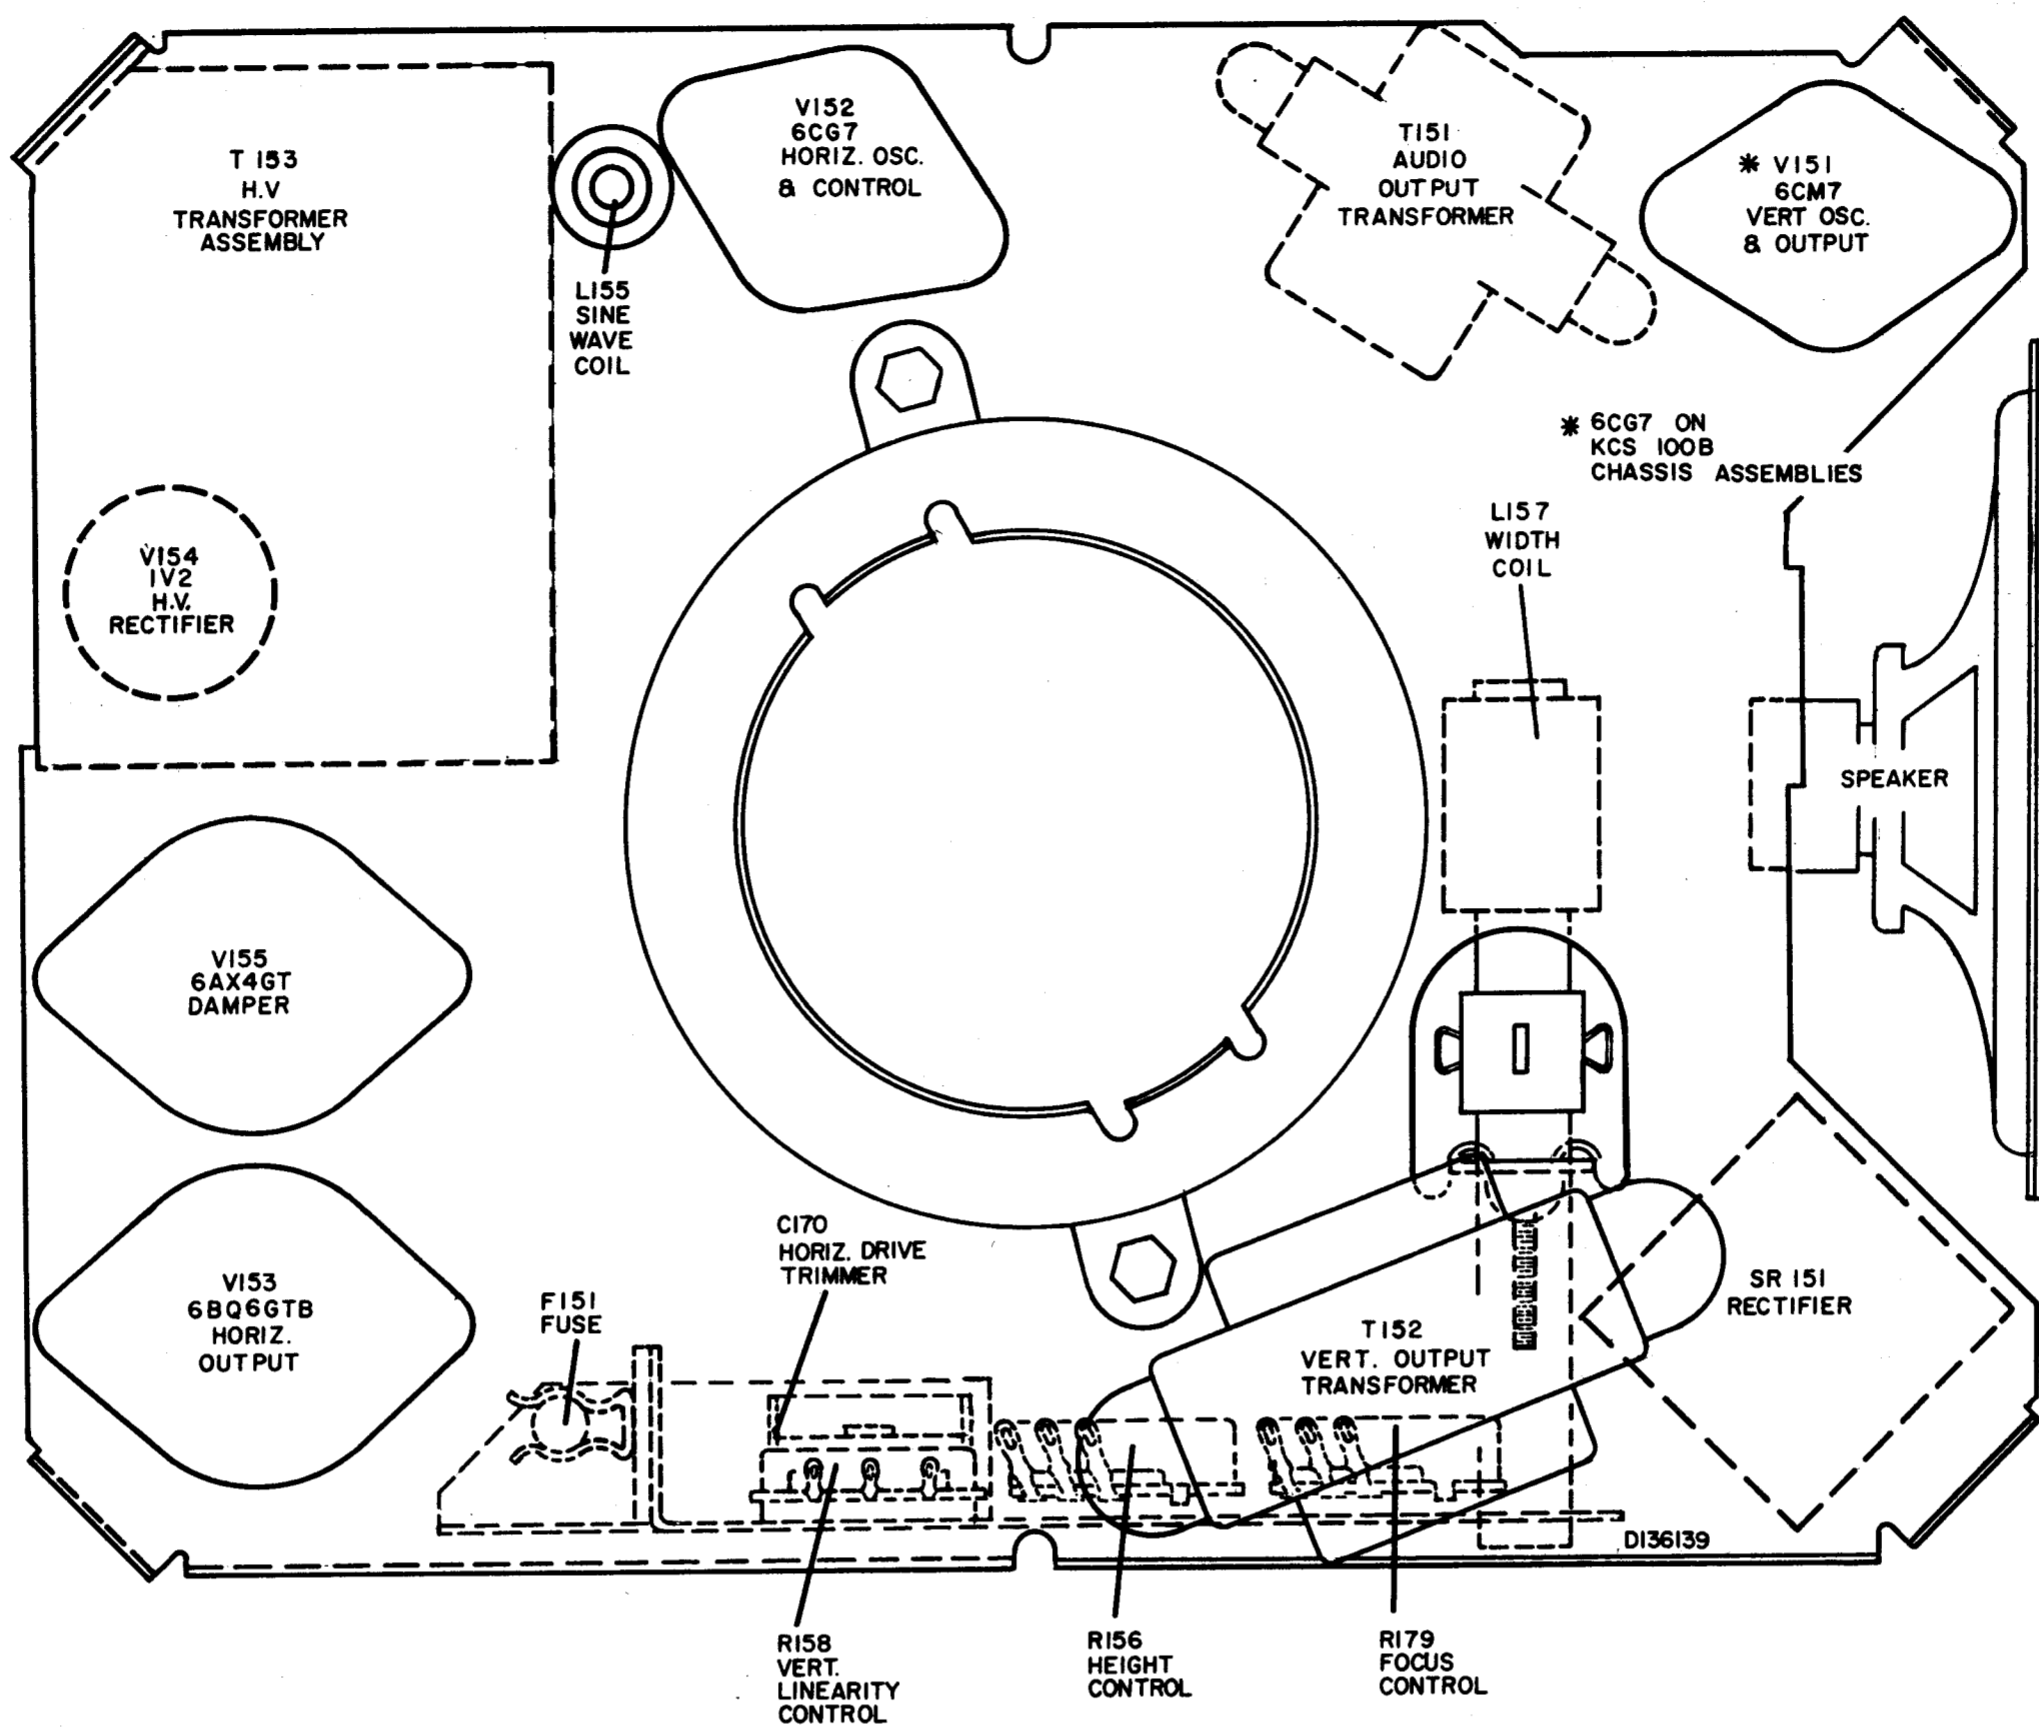 T 153
H.V
TRANSFORMER
ASSEMBLY
V152
6CG7
HORIZ. OSC.
& CONTROL
T151
AUDIO
OUTPUT
TRANSFORMER
* V151
6CM7
VERT OSC.
& OUTPUT
L155
SINE
WAVE
COIL
* 6CG7 ON
KCS 100B
CHASSIS ASSEMBLIES
L157
WIDTH
COIL
V154
1V2
H.V.
RECTIFIER
SPEAKER
V155
6AX4GT
DAMPER
C170
HORIZ. DRIVE
TRIMMER
V153
6BQ6GTB
HORIZ.
OUTPUT
F151
FUSE
SR 151
RECTIFIER
T152
VERT. OUTPUT
TRANSFORMER
D136139
R158
VERT.
LINEARITY
CONTROL
R156
HEIGHT
CONTROL
R179
FOCUS
CONTROL